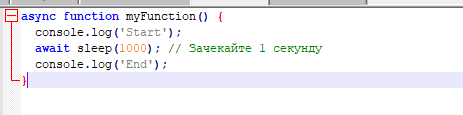 async function myFunction() {
  console.log('Start');
  await sleep(1000); // Зачекайте 1 секунду
  console.log('End');
}